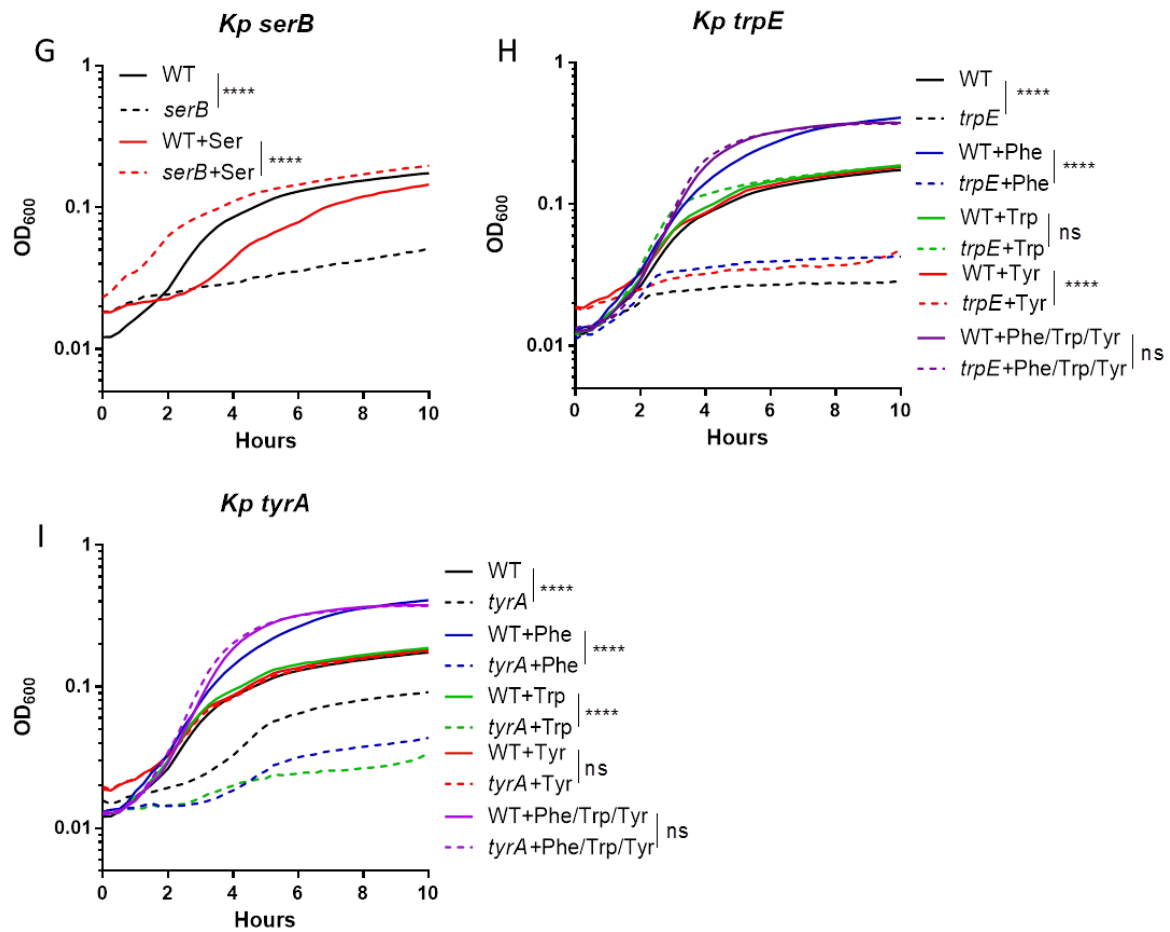 Kp serB
G
1
0.1
0.01
OD600
0 2 4 6 8 10
Hours
WT
serB
****
WT+Ser
serB+Ser
****
Kp trpE
H
1
0.1
0.01
OD600
0 2 4 6 8 10
Hours
WT
trpE
****
WT+Phe
trpE+Phe
****
WT+Trp
trpE+Trp
ns
WT+Tyr
trpE+Tyr
****
WT+Phe/Trp/Tyr
trpE+Phe/Trp/Tyr
ns
Kp tyrA
I
1
0.1
0.01
OD600
0 2 4 6 8 10
Hours
WT
tyrA
****
WT+Phe
tyrA+Phe
****
WT+Trp
tyrA+Trp
****
WT+Tyr
tyrA+Tyr
ns
WT+Phe/Trp/Tyr
tyrA+Phe/Trp/Tyr
ns